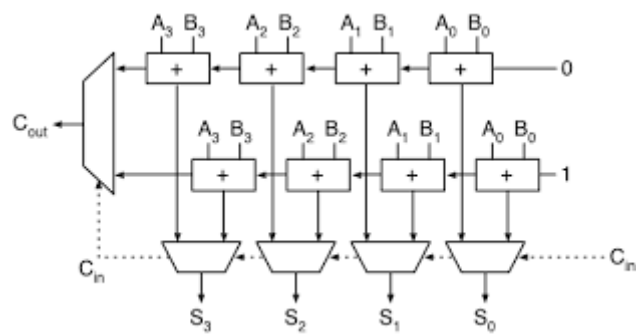 A₃ B₃ A₂ B₂ A₁ B₁ A₀ B₀
+ + + + 0
Cout
A₃ B₃ A₂ B₂ A₁ B₁ A₀ B₀
+ + + + 1
Cin Cin
S₃ S₂ S₁ S₀